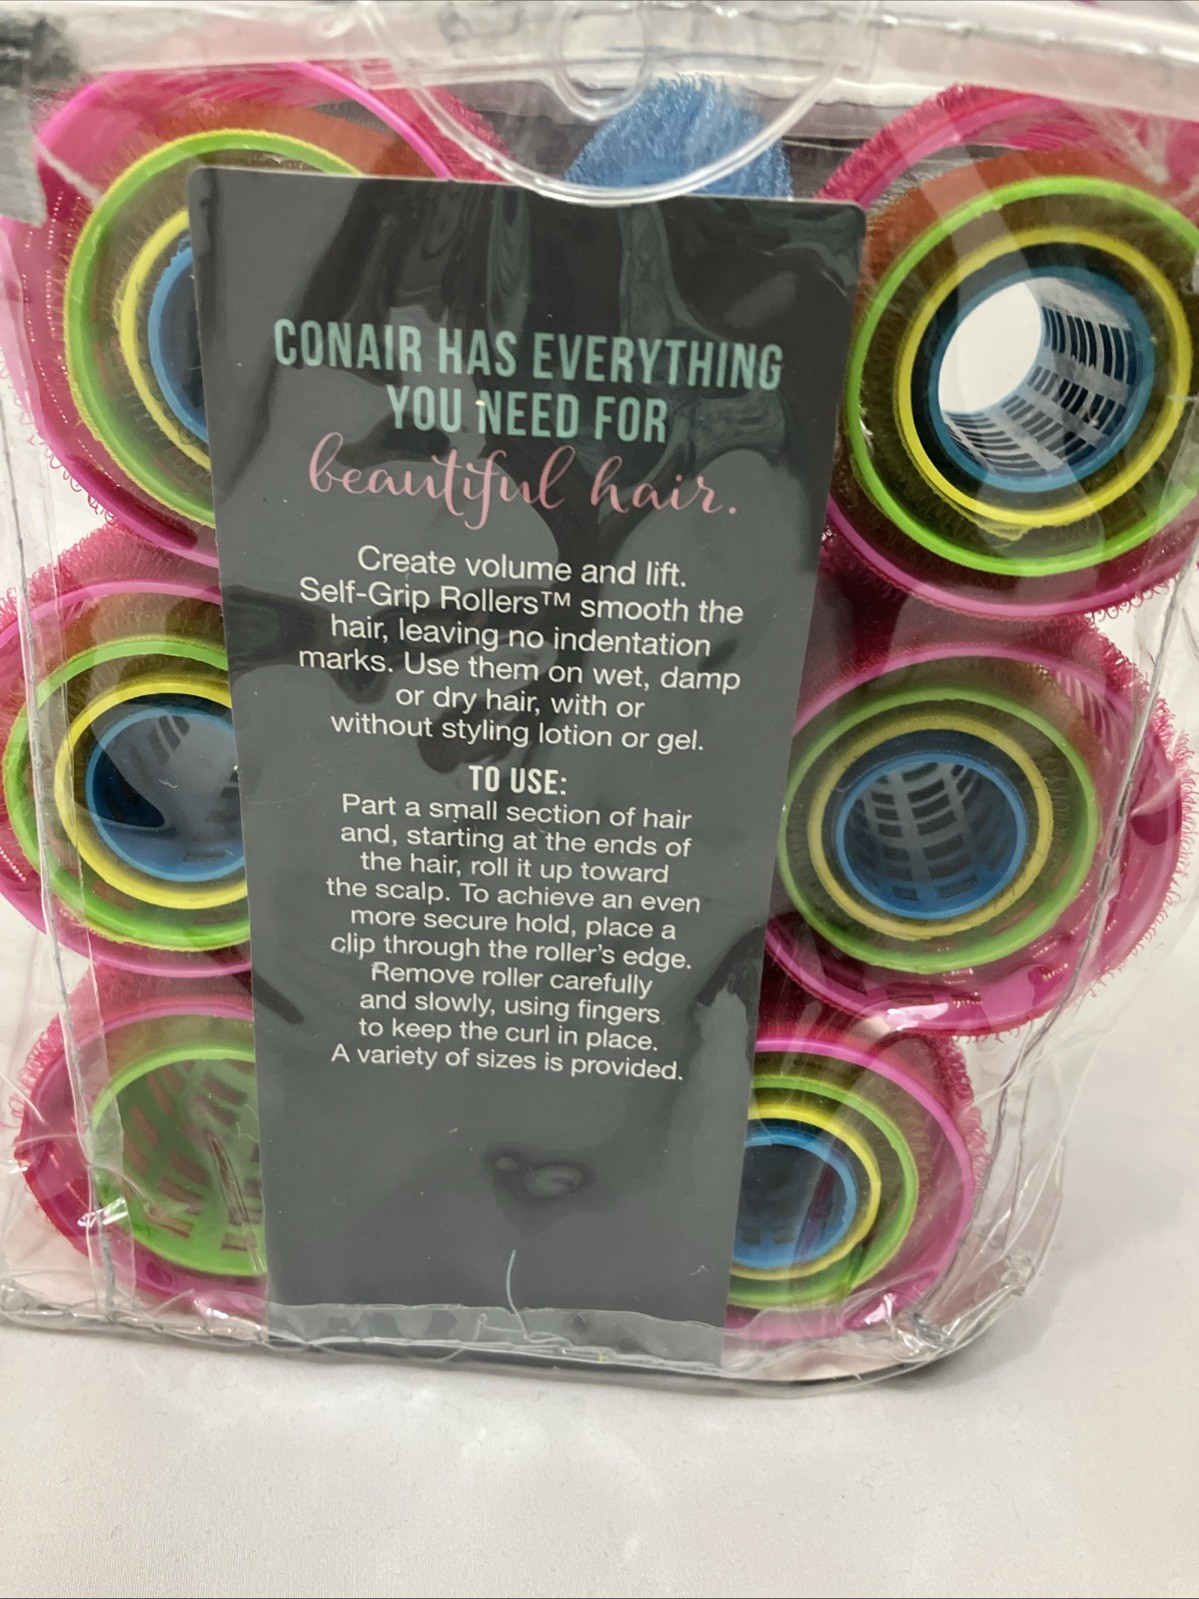 CONAIR HAS EVERYTHING
YOU NEED FOR
beautiful hair.
Create volume and lift.
Self-Grip Rollers™ smooth the
hair, leaving no indentation
marks. Use them on wet, damp
or dry hair, with or
without styling lotion or gel.
TO USE:
Part a small section of hair
and, starting at the ends of
the hair, roll it up toward
the scalp. To achieve an even
more secure hold, place a
clip through the roller's edge.
Remove roller carefully
and slowly, using fingers
to keep the curl in place.
A variety of sizes is provided.